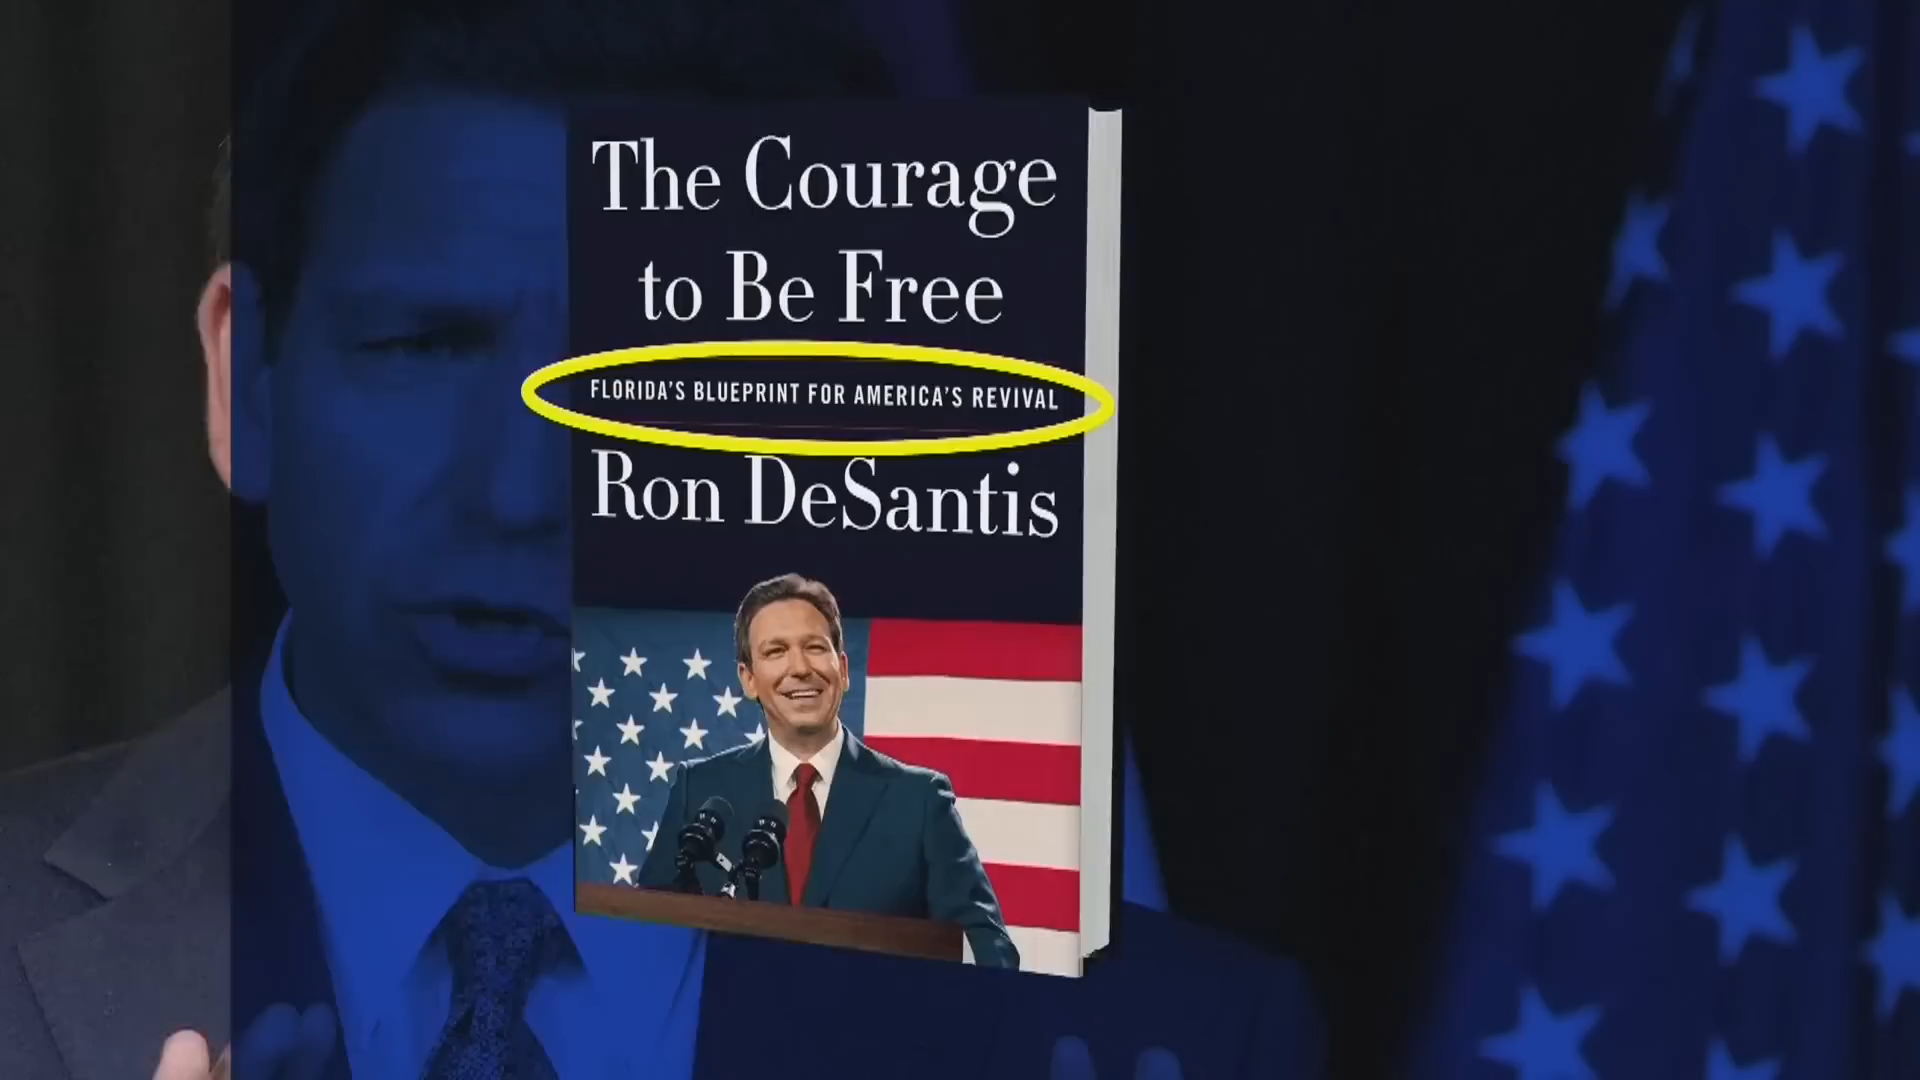 The Courage
to Be Free
FLORIDA'S BLUEPRINT FOR AMERICA'S REVIVAL
Ron DeSantis